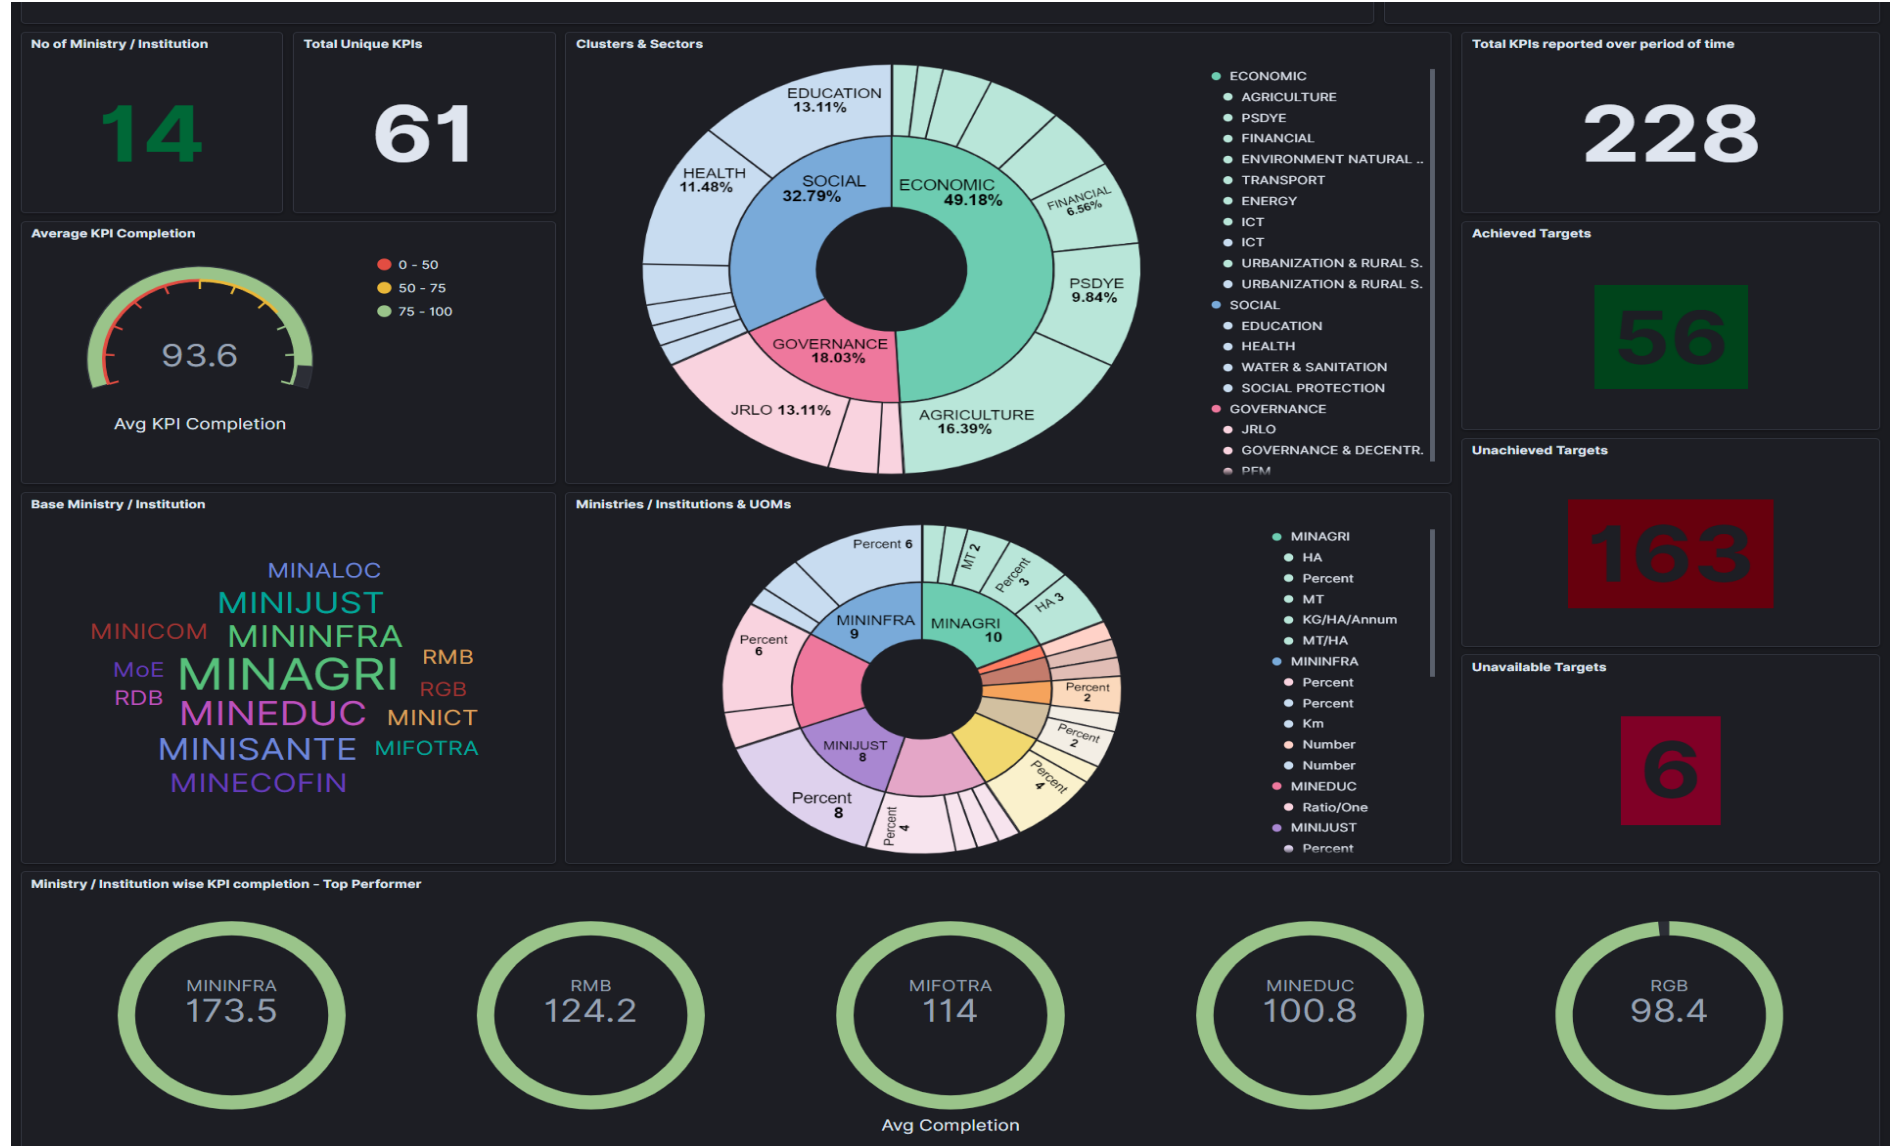 No of Ministry / Institution
14
Total Unique KPIs
61
Clusters & Sectors
EDUCATION
13.11%
HEALTH
11.48%
SOCIAL
32.79%
ECONOMIC
49.18%
FINANCIAL
6.56%
PSDYE
9.84%
GOVERNANCE
18.03%
JRLO 13.11%
AGRICULTURE
16.39%
ECONOMIC
AGRICULTURE
PSDYE
FINANCIAL
ENVIRONMENT NATURAL ..
TRANSPORT
ENERGY
ICT
ICT
URBANIZATION & RURAL S.
URBANIZATION & RURAL S.
SOCIAL
EDUCATION
HEALTH
WATER & SANITATION
SOCIAL PROTECTION
GOVERNANCE
JRLO
GOVERNANCE & DECENTR.
PFM
Total KPIs reported over period of time
228
Average KPI Completion
0 - 50
50 - 75
75 - 100
93.6
Avg KPI Completion
Achieved Targets
56
Unachieved Targets
163
Unavailable Targets
6
Base Ministry / Institution
MINALOC
MINIJUST
MINICOM MININFRA
MoE MINAGRI RMB
RDB RGB
MINEDUC MINICT
MINISANTE MIFOTRA
MINECOFIN
Ministries / Institutions & UOMs
Percent 6
MT 2
Percent
3
HA 3
MININFRA
9
MINAGRI
10
Percent
6
Percent
2
Percent
2
MINIJUST
8
Percent
4
Percent
8
Percent
4
MINAGRI
HA
Percent
MT
KG/HA/Annum
MT/HA
MININFRA
Percent
Percent
Km
Number
Number
MINEDUC
Ratio/One
MINIJUST
Percent
Ministry / Institution wise KPI completion - Top Performer
MININFRA
173.5
RMB
124.2
MIFOTRA
114
MINEDUC
100.8
RGB
98.4
Avg Completion